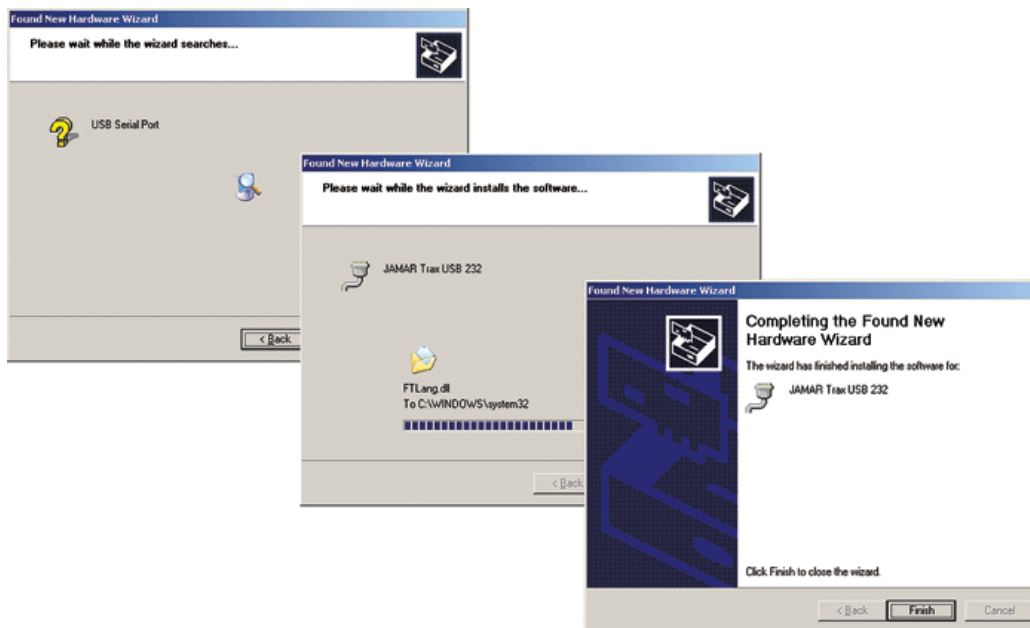 Found New Hardware Wizard
Please wait while the wizard searches...
USB Serial Port
< Back
Found New Hardware Wizard
Please wait while the wizard installs the software...
JAMAR Trax USB 232
FTLang.dll
To C:\WINDOWS\system32
< Back
Found New Hardware Wizard
Completing the Found New
Hardware Wizard
The wizard has finished installing the software for:
JAMAR Trax USB 232
Click Finish to close the wizard.
< Back
Finish
Cancel